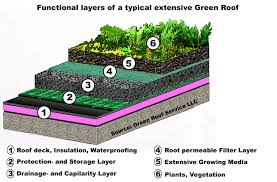 Functional layers of a typical extensive Green Roof
6
5
4
3
2
1
Source: Green Roof Service LLC
1 Roof deck, Insulation, Waterproofing
2 Protection- and Storage Layer
3 Drainage- and Capilarity Layer
4 Root permeable Filter Layer
5 Extensive Growing Media
6 Plants, Vegetation